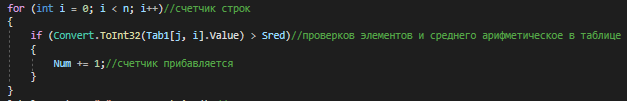 for (int i = 0; i < n; i++)//счетчик строк
{
if (Convert.ToInt32(Tab1[j, i].Value) > Sred)//проверков элементов и среднего арифметическое в таблице
{
Num += 1;//счетчик прибавляется
}
}